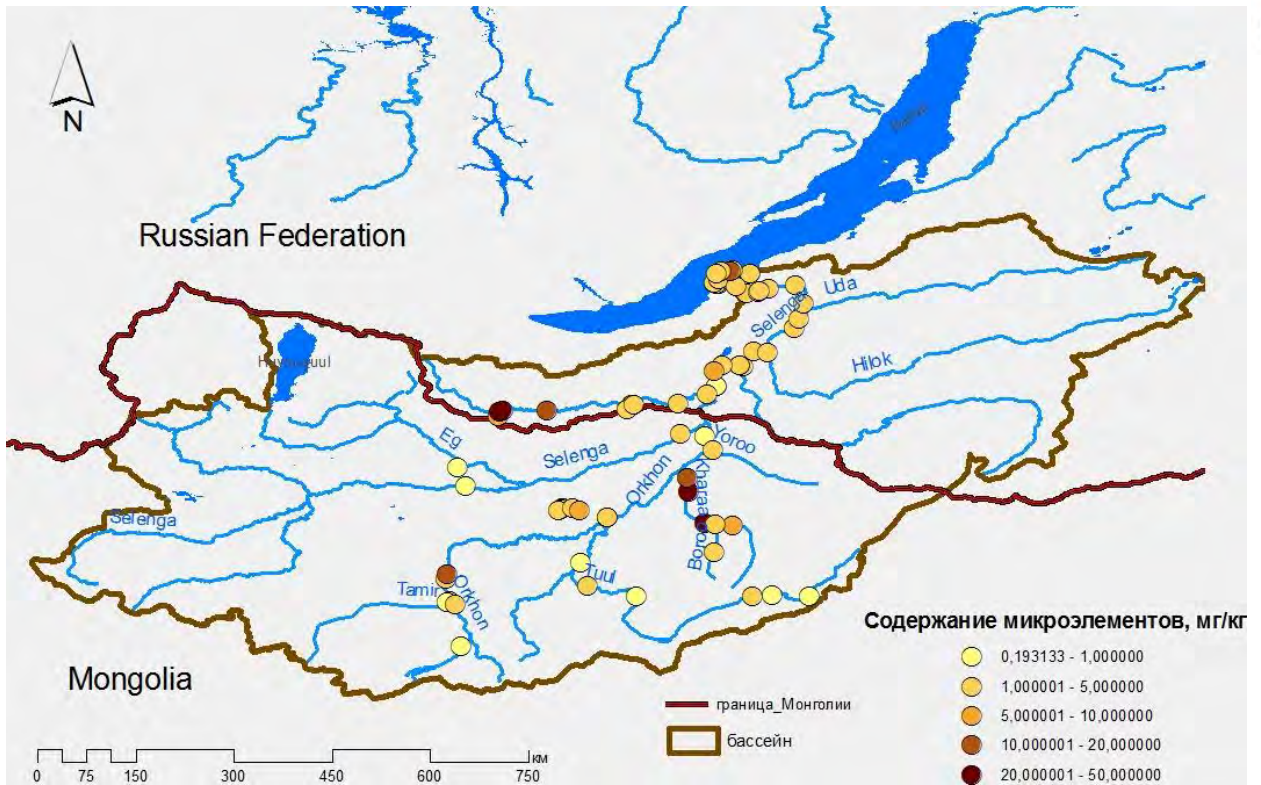 N
Russian Federation
Uda
Selenga
Hilok
Eg
Selenga
Yoroo
Orkhon
Selenga
Tamir
Orkhon
Tuul
Mongolia
Содержание микроэлементов, мг/кг
0,193133 - 1,000000
1,000001 - 5,000000
5,000001 - 10,000000
10,000001 - 20,000000
20,000001 - 50,000000
граница_Монголии
бассейн
км
0 75 150 300 450 600 750